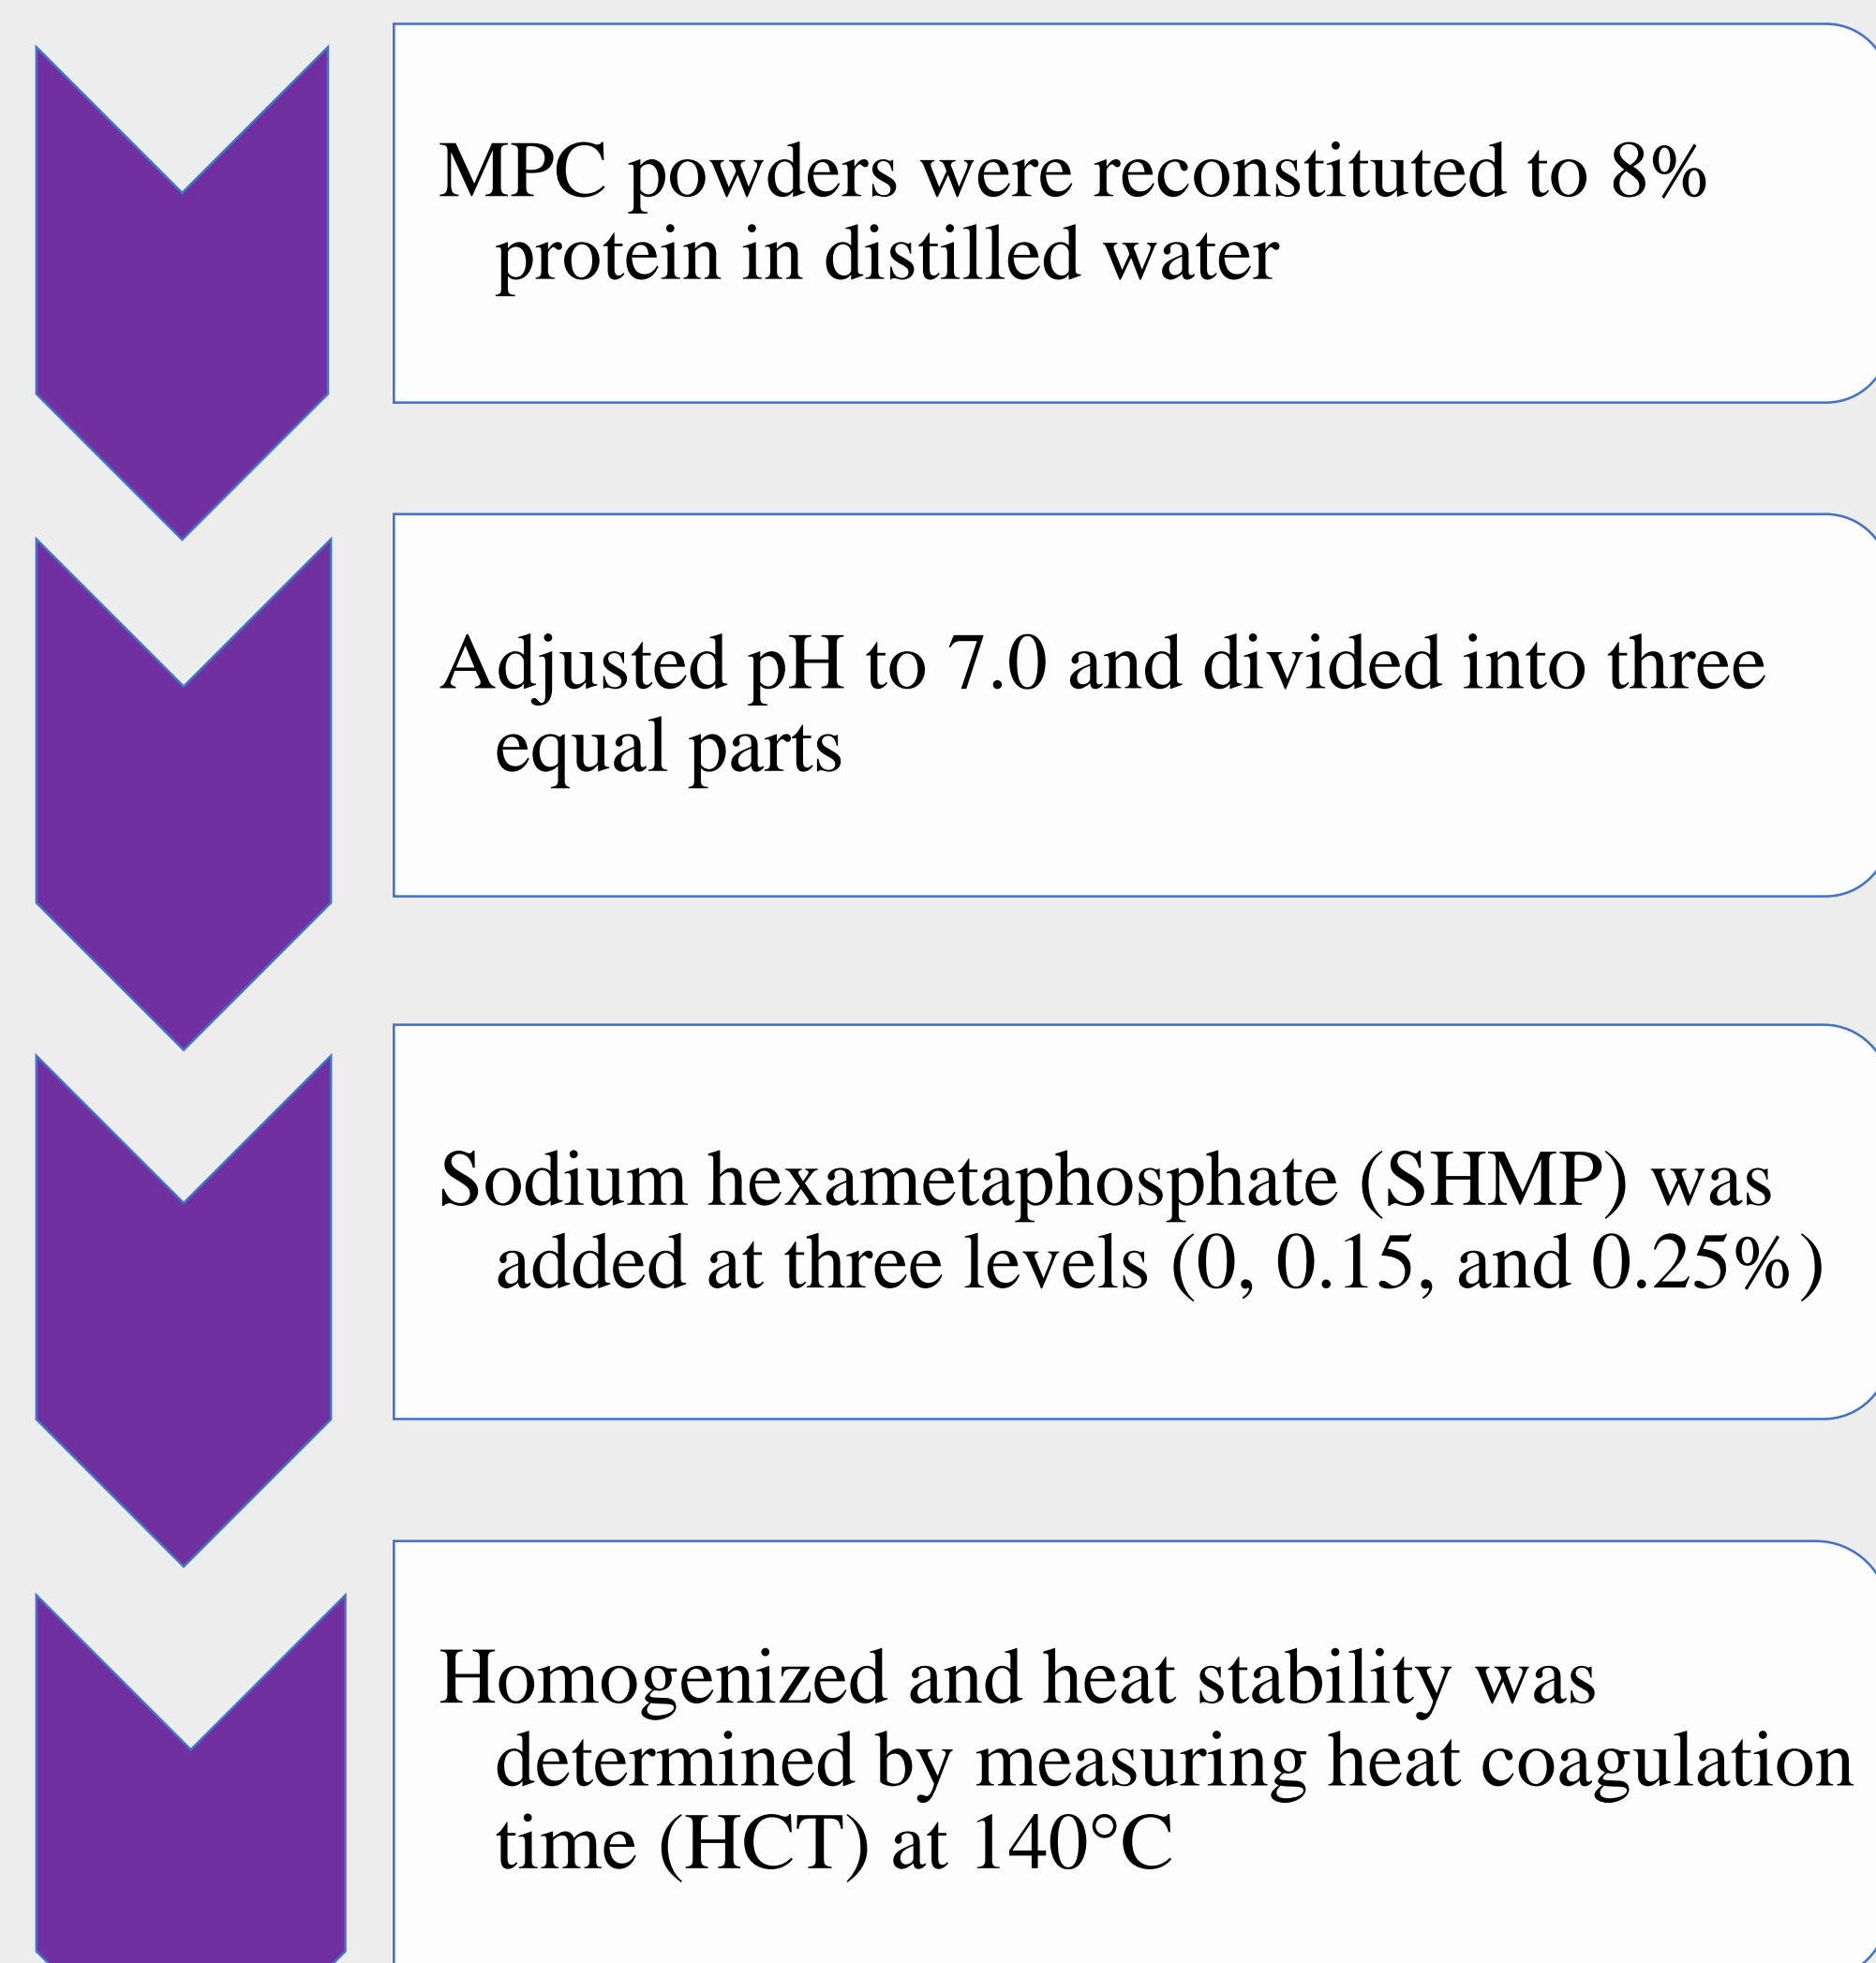 MPC powders were reconstituted to 8%
protein in distilled water
Adjusted pH to 7.0 and divided into three
equal parts
Sodium hexametaphosphate (SHMP) was
added at three levels (0, 0.15, and 0.25%)
Homogenized and heat stability was
determined by measuring heat coagulation
time (HCT) at 140°C